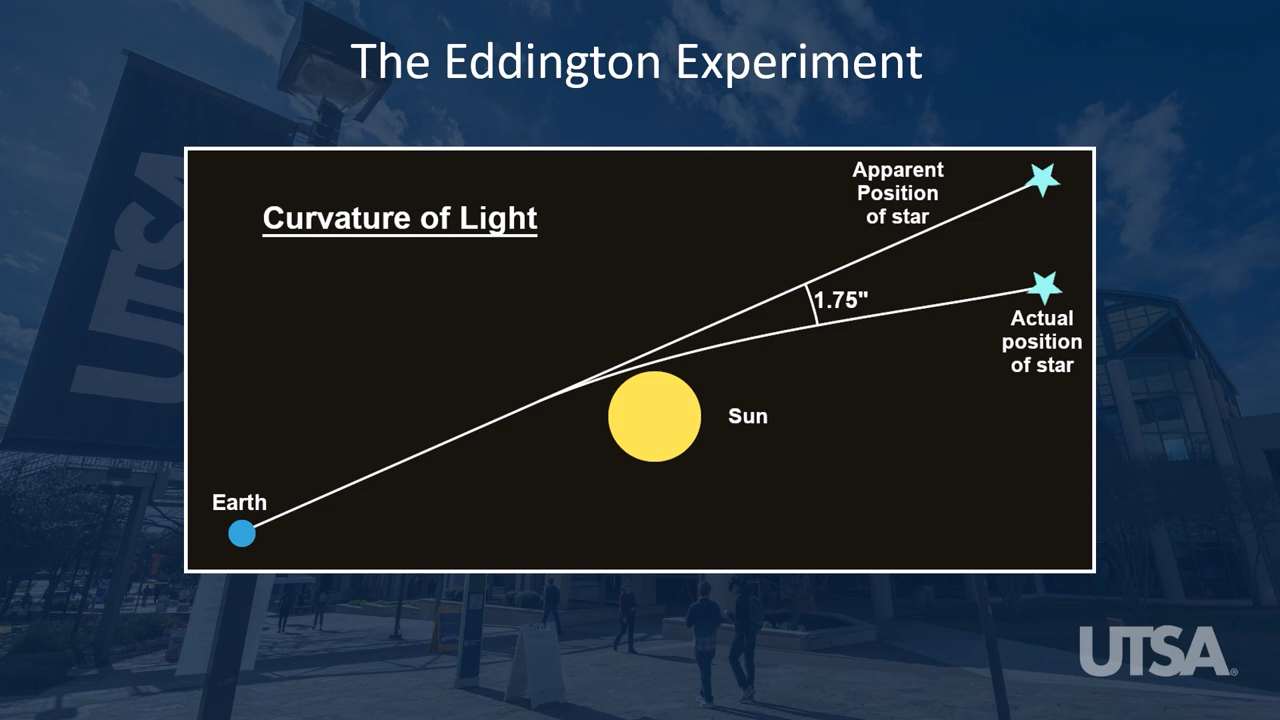 The Eddington Experiment
UTSA
Curvature of Light
Apparent
Position
of star
1.75"
Actual
position
of star
Sun
Earth
UTSA®